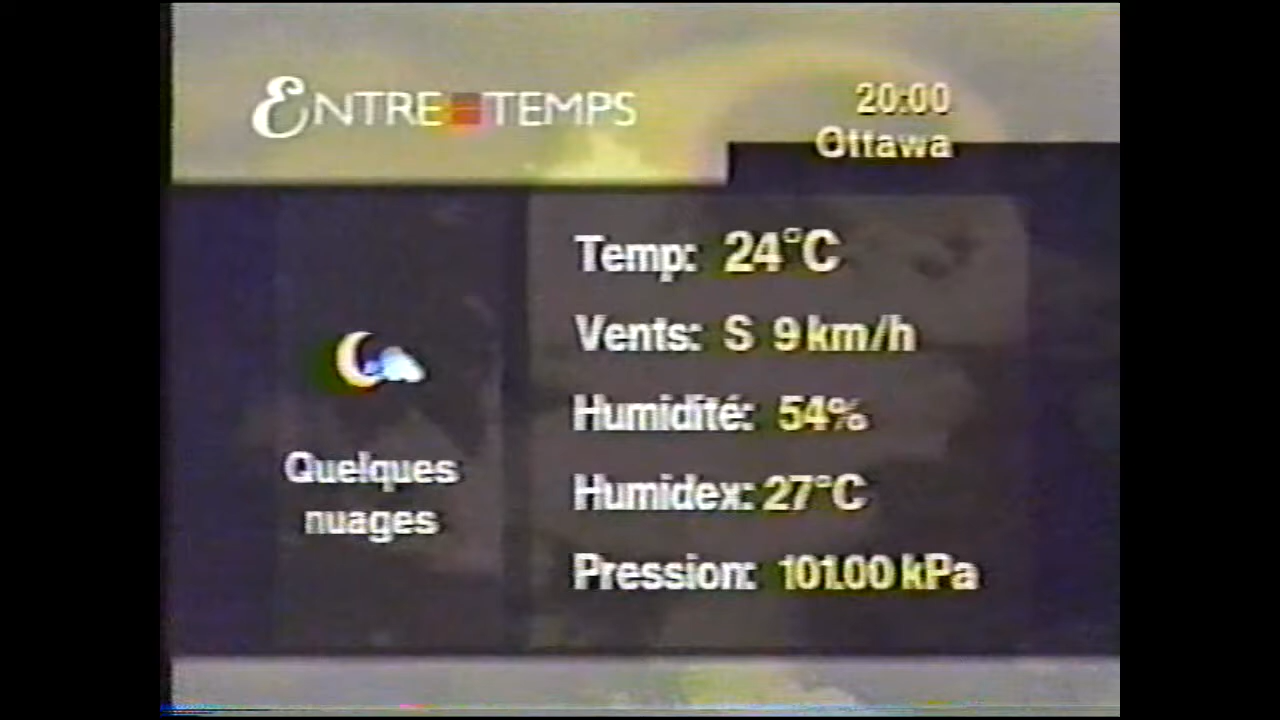 ENTRE TEMPS
20:00
Ottawa
Temp: 24°C
Vents: S 9 km/h
Humidité: 54%
Humidex: 27°C
Pression: 101.00 kPa
Quelques
nuages